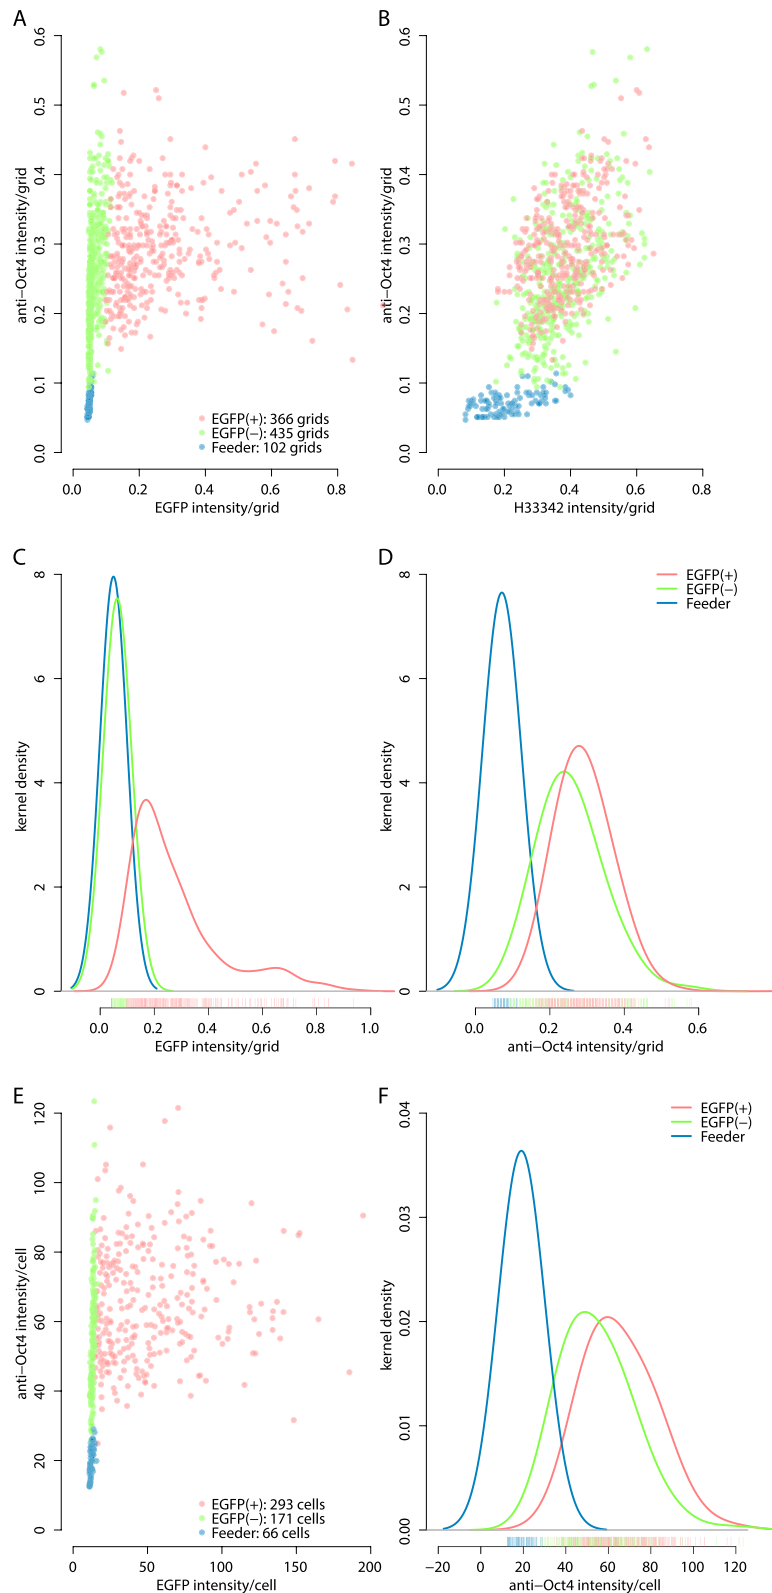 A
anti−Oct4 intensity/grid
0.0 0.1 0.2 0.3 0.4 0.5 0.6
EGFP(+): 366 grids
EGFP(−): 435 grids
Feeder: 102 grids
0.0 0.2 0.4 0.6 0.8
EGFP intensity/grid
B
anti−Oct4 intensity/grid
0.0 0.1 0.2 0.3 0.4 0.5 0.6
0.0 0.2 0.4 0.6 0.8
H33342 intensity/grid
C
kernel density
0 2 4 6 8
0.0 0.2 0.4 0.6 0.8 1.0
EGFP intensity/grid
D
EGFP(+)
EGFP(−)
Feeder
kernel density
0 2 4 6 8
0.0 0.2 0.4 0.6
anti−Oct4 intensity/grid
E
anti−Oct4 intensity/cell
0 20 40 60 80 100 120
EGFP(+): 293 cells
EGFP(−): 171 cells
Feeder: 66 cells
0 50 100 150 200
EGFP intensity/cell
F
EGFP(+)
EGFP(−)
Feeder
kernel density
0.00 0.01 0.02 0.03 0.04
−20 0 20 40 60 80 100 120
anti−Oct4 intensity/cell